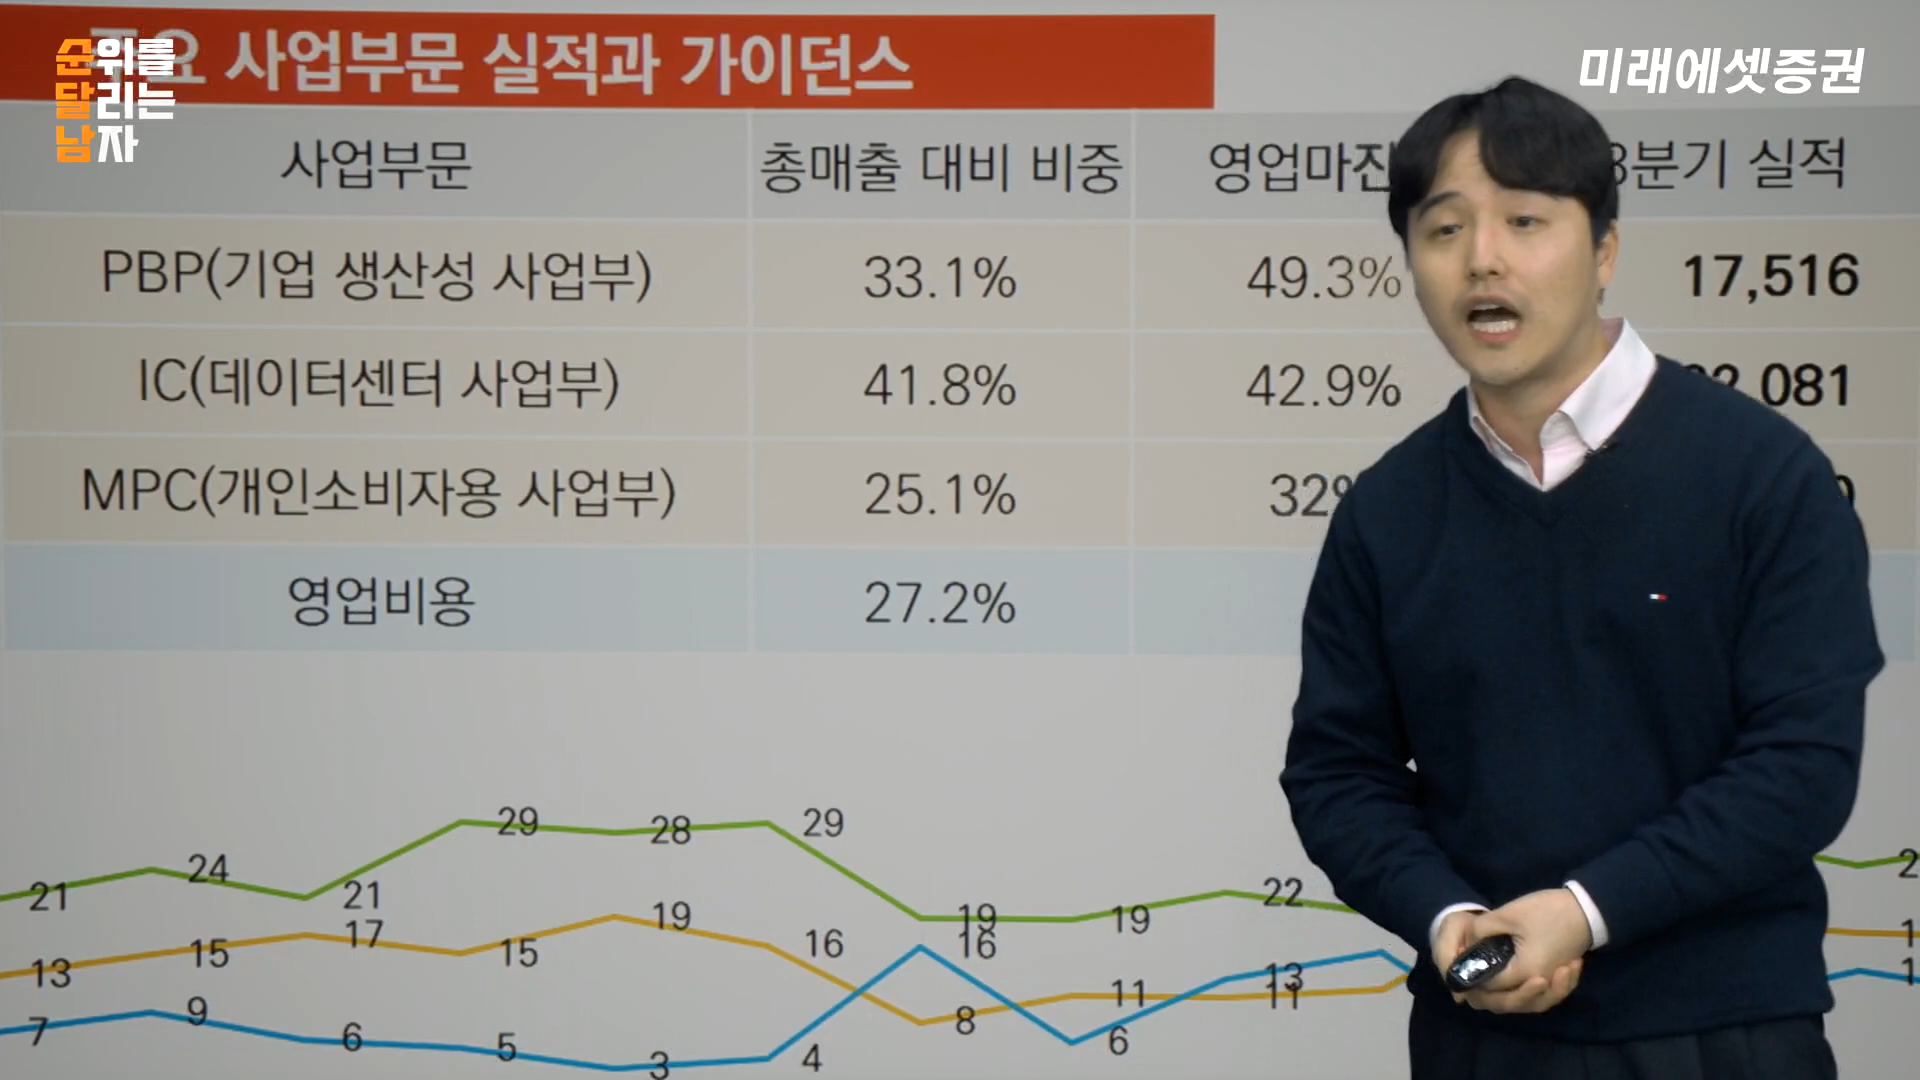 순위를
달리는
남자
사업부문 실적과 가이던스
미래에셋증권
사업부문 총매출 대비 비중 영업마진 분기 실적
PBP(기업 생산성 사업부) 33.1% 49.3% 17,516
IC(데이터센터 사업부) 41.8% 42.9% 081
MPC(개인소비자용 사업부) 25.1% 32%
영업비용 27.2%
29 28 29
21 24 21 19 19 22
13 15 17 15 19 16 16 11 13
7 9 6 5 3 4 8 6 11